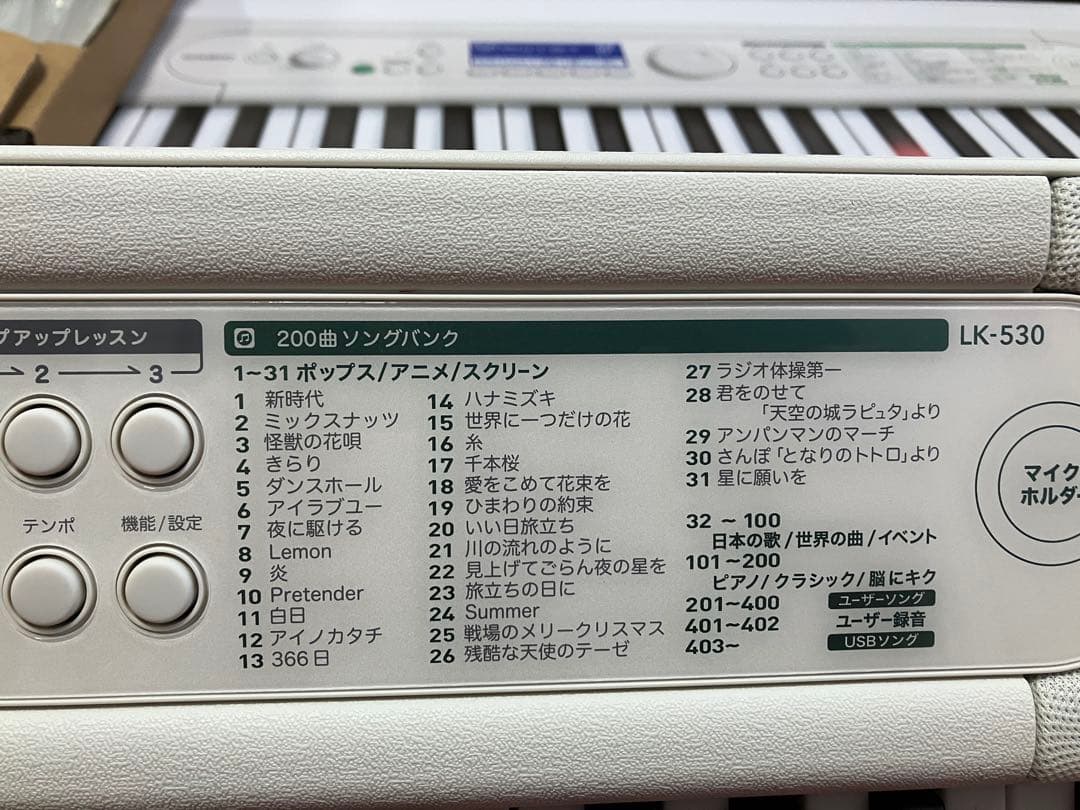 プアップレッスン
2 3
テンポ 機能/設定
200曲ソングバンク
LK-530
1~31 ポップス/アニメ/スクリーン
1 新時代
2 ミックスナッツ
3 怪獣の花唄
4 きらり
5 ダンスホール
6 アイラブユー
7 夜に駆ける
8 Lemon
9 炎
10 Pretender
11 白日
12 アイノカタチ
13 366日
14 ハナミズキ
15 世界に一つだけの花
16 糸
17 千本桜
18 愛をこめて花束を
19 ひまわりの約束
20 いい日旅立ち
21 川の流れのように
22 見上げてごらん夜の星を
23 旅立ちの日に
24 Summer
25 戦場のメリークリスマス
26 残酷な天使のテーゼ
27 ラジオ体操第一
28 君をのせて
「天空の城ラピュタ」より
29 アンパンマンのマーチ
30 さんぽ「となりのトトロ」より
31 星に願いを
32 ~ 100
日本の歌/世界の曲/イベント
101~200
ピアノ/クラシック/脳にキク
201~400 ユーザーソング
401~402 ユーザー録音
403~ USBソング
マイク
ホルダー